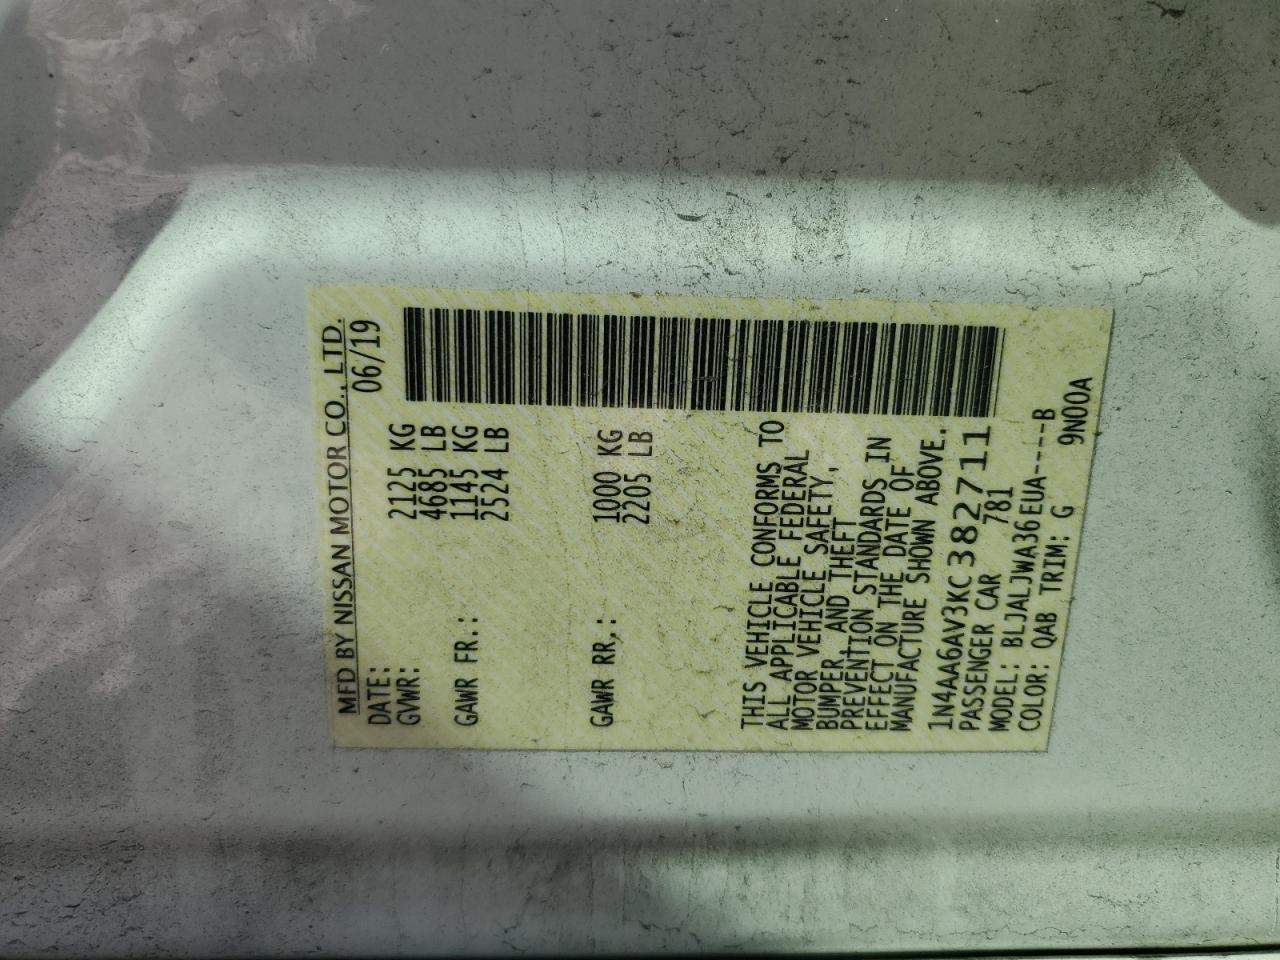 MFD BY NISSAN MOTOR CO., LTD.
DATE: 06/19
GVWR: 2125 KG
4685 LB
GAWR FR.: 1145 KG
2524 LB
GAWR RR.: 1000 KG
2205 LB
THIS VEHICLE CONFORMS TO
ALL APPLICABLE FEDERAL
MOTOR VEHICLE SAFETY,
BUMPER, AND THEFT
PREVENTION STANDARDS IN
EFFECT ON THE DATE OF
MANUFACTURE SHOWN ABOVE.
1N4AA6AV3KC382711
PASSENGER CAR 781
MODEL: BLJALJWA36EUA----B
COLOR: QAB TRIM: G 9N00A